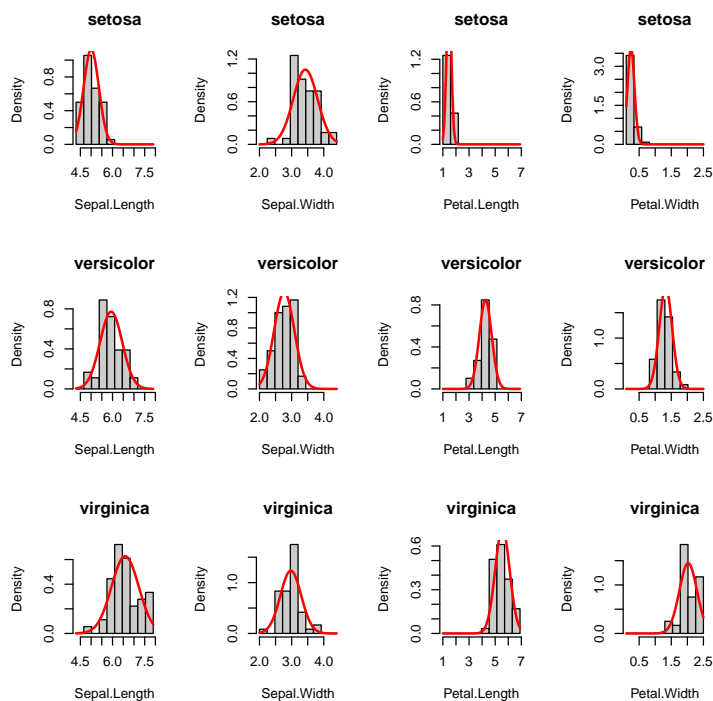 setosa setosa setosa setosa
Density 0.0 0.4 0.8
4.5 6.0 7.5
Sepal.Length
Density 0.0 0.6 1.2
2.0 3.0 4.0
Sepal.Width
Density 0.0 0.6 1.2
1 3 5 7
Petal.Length
Density 0.0 1.5 3.0
0.5 1.5 2.5
Petal.Width
versicolor versicolor versicolor versicolor
Density 0.0 0.4 0.8
4.5 6.0 7.5
Sepal.Length
Density 0.0 0.4 0.8 1.2
2.0 3.0 4.0
Sepal.Width
Density 0.0 0.4 0.8
1 3 5 7
Petal.Length
Density 0.0 1.0
0.5 1.5 2.5
Petal.Width
virginica virginica virginica virginica
Density 0.0 0.4
4.5 6.0 7.5
Sepal.Length
Density 0.0 1.0
2.0 3.0 4.0
Sepal.Width
Density 0.0 0.3 0.6
1 3 5 7
Petal.Length
Density 0.0 1.0
0.5 1.5 2.5
Petal.Width